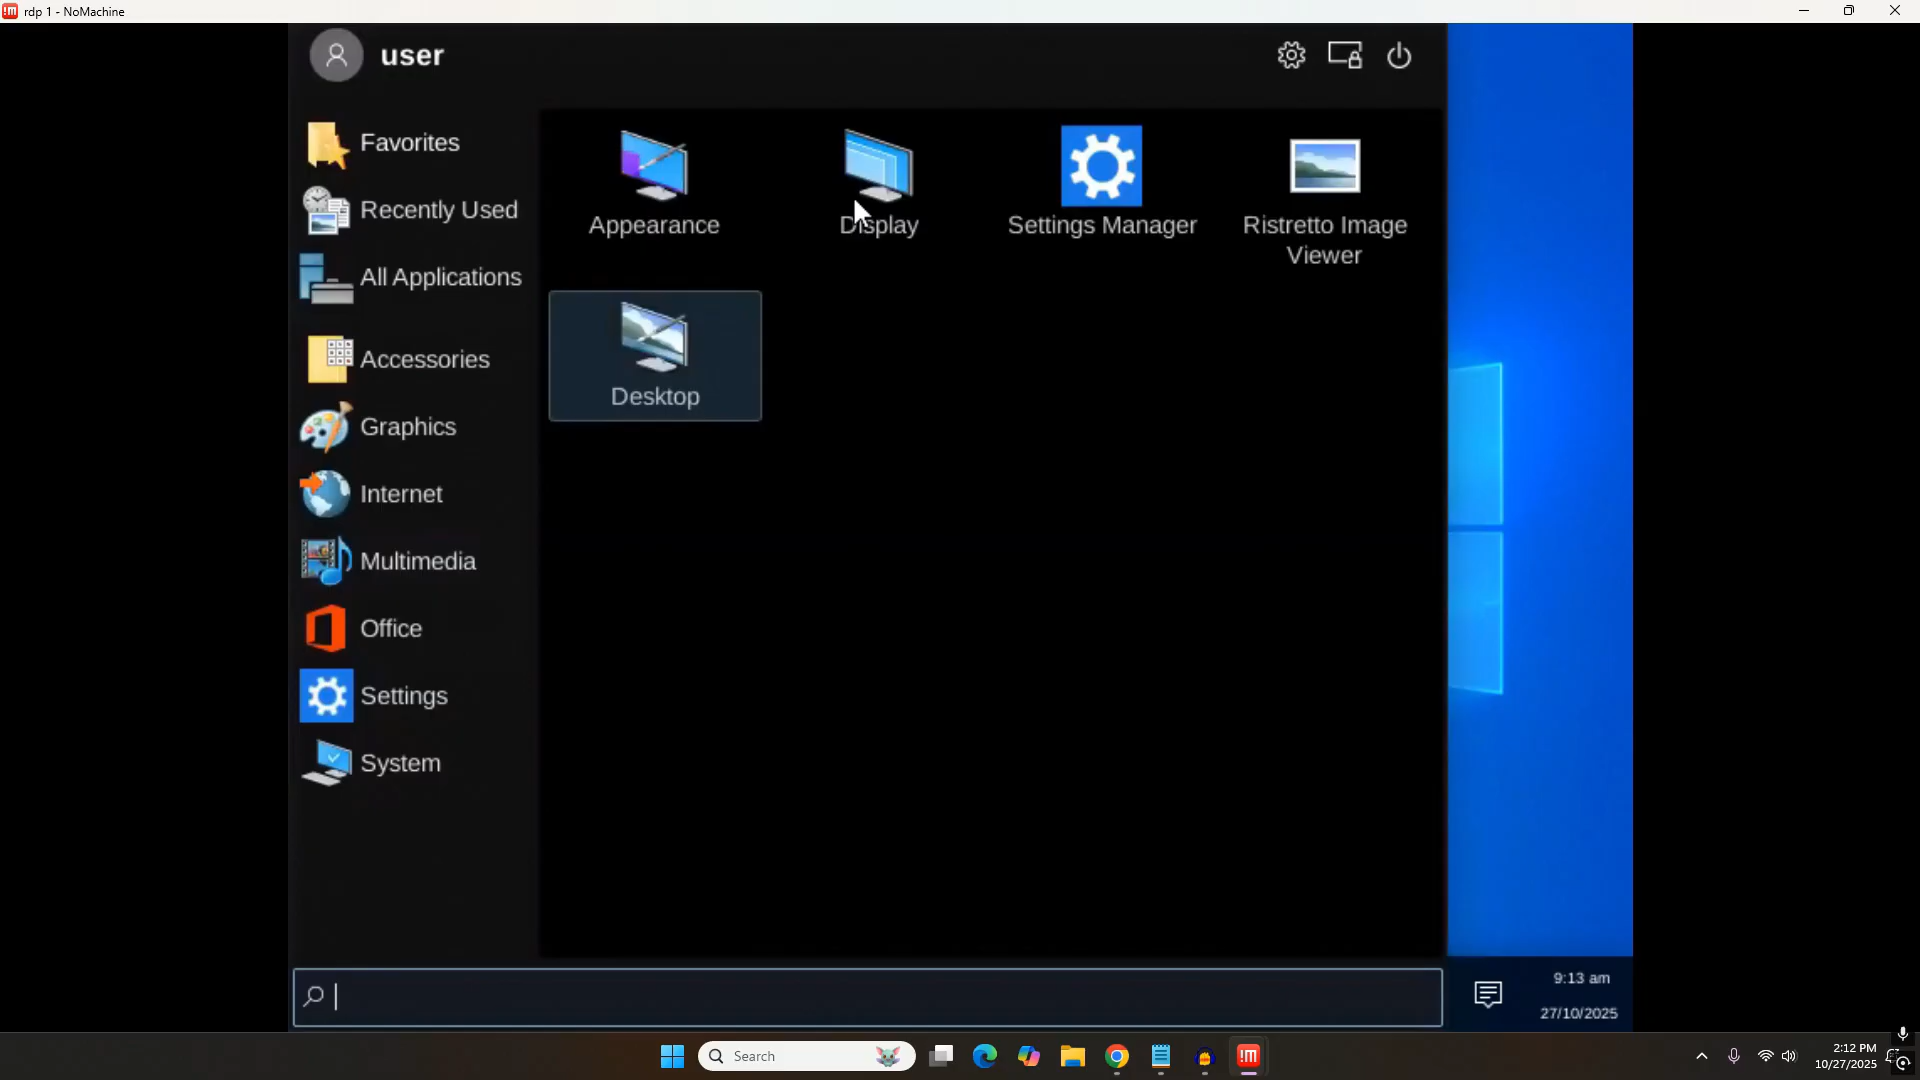 rdp 1 - NoMachine
user
Favorites
Recently Used
All Applications
Accessories
Graphics
Internet
Multimedia
Office
Settings
System
Appearance
Display
Settings Manager
Ristretto Image
Viewer
Desktop
9:13 am
27/10/2025
Search
2:12 PM
10/27/2025